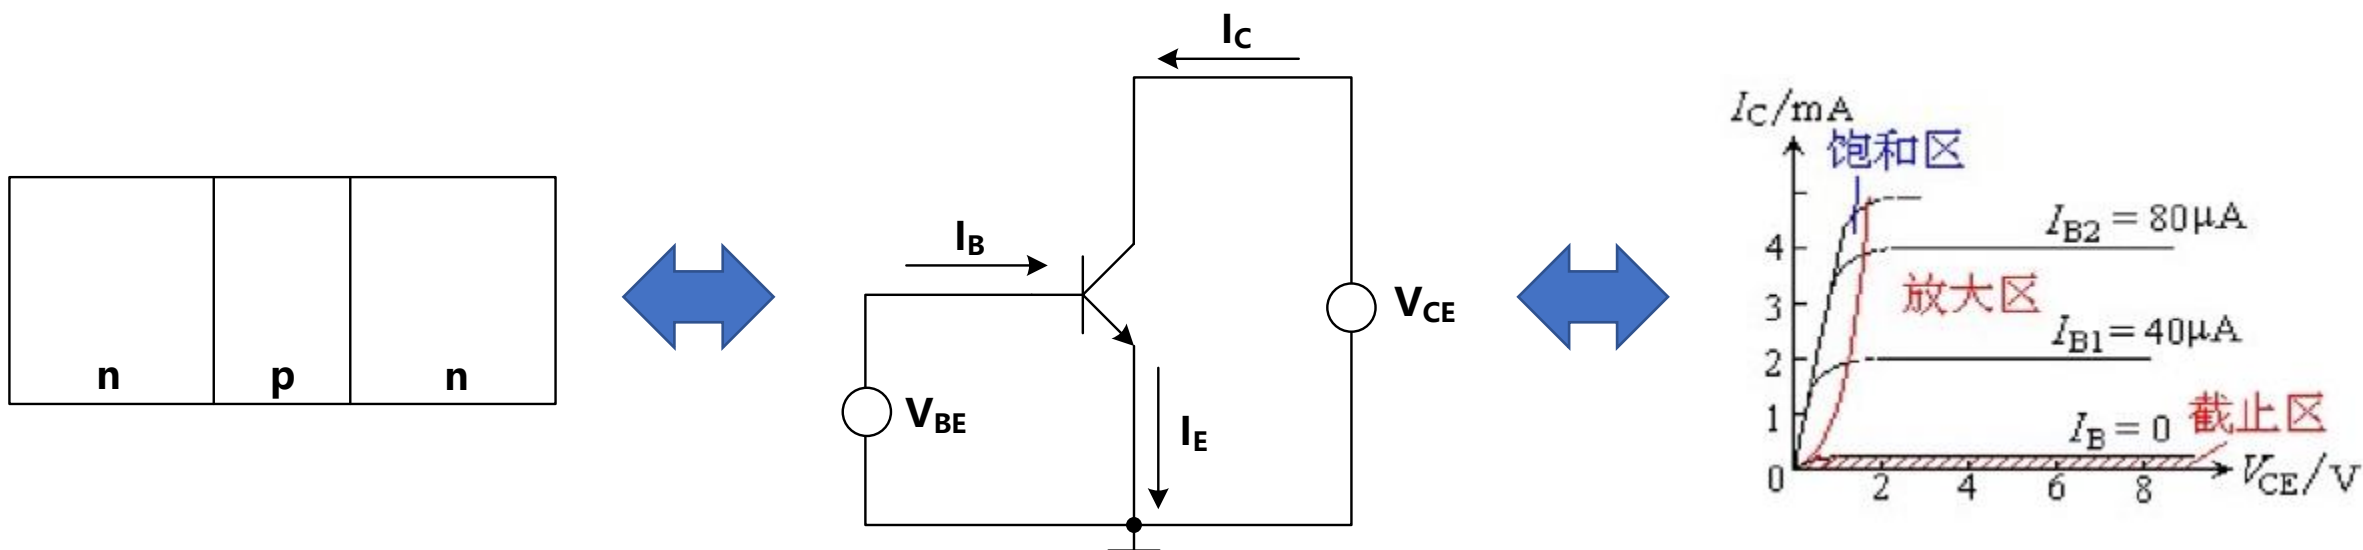 n
p
n
I_B
V_BE
I_C
I_E
V_CE
I_C/mA
饱和区
4
3
2
1
0
I_B2 = 80μA
放大区
I_B1 = 40μA
I_B = 0
截止区
2
4
6
8
V_CE/V